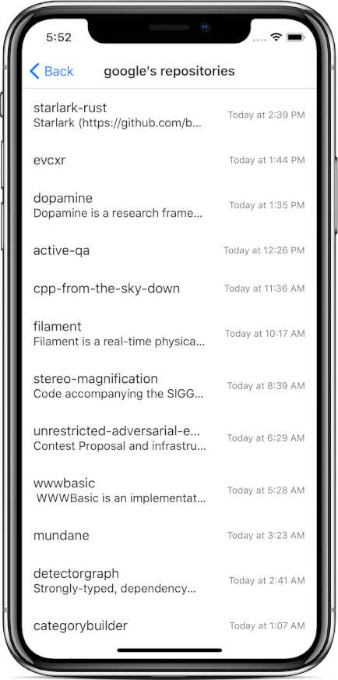 5:52
Back
google's repositories
starlark-rust
Starlark (https://github.com/b...
Today at 2:39 PM
evcxr
Today at 1:44 PM
dopamine
Dopamine is a research frame...
Today at 1:35 PM
active-qa
Today at 12:26 PM
cpp-from-the-sky-down
Today at 11:36 AM
filament
Filament is a real-time physica...
Today at 10:17 AM
stereo-magnification
Code accompanying the SIGG...
Today at 8:39 AM
unrestricted-adversarial-e...
Contest Proposal and infrastru...
Today at 6:29 AM
wwwbasic
WWWBasic is an implementat...
Today at 5:28 AM
mundane
Today at 3:23 AM
detectorgraph
Strongly-typed, dependency...
Today at 2:41 AM
categorybuilder
Today at 1:07 AM